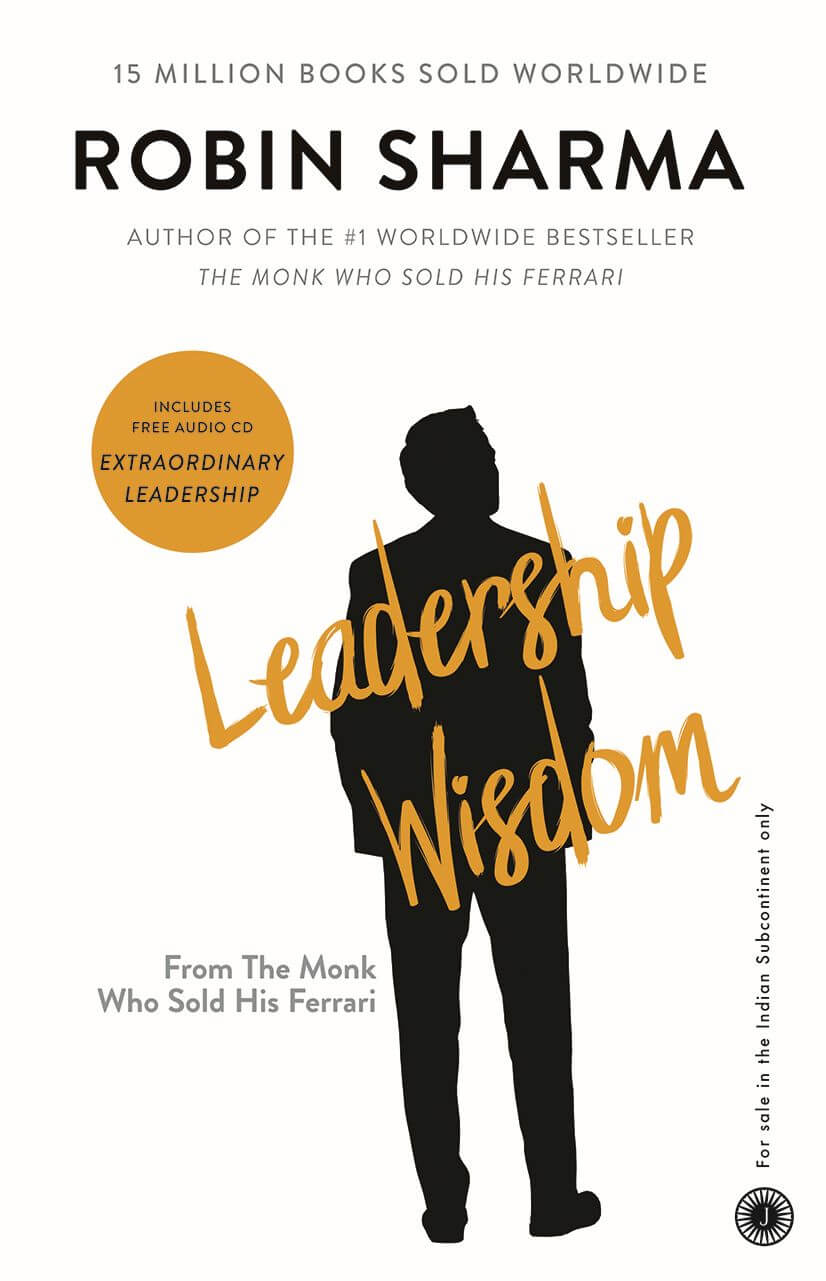 15 MILLION BOOKS SOLD WORLDWIDE
ROBIN SHARMA
AUTHOR OF THE #1 WORLDWIDE BESTSELLER
THE MONK WHO SOLD HIS FERRARI
INCLUDES
FREE AUDIO CD
EXTRAORDINARY
LEADERSHIP
Leadership
Wisdom
From The Monk
Who Sold His Ferrari
For sale in the Indian Subcontinent only
J